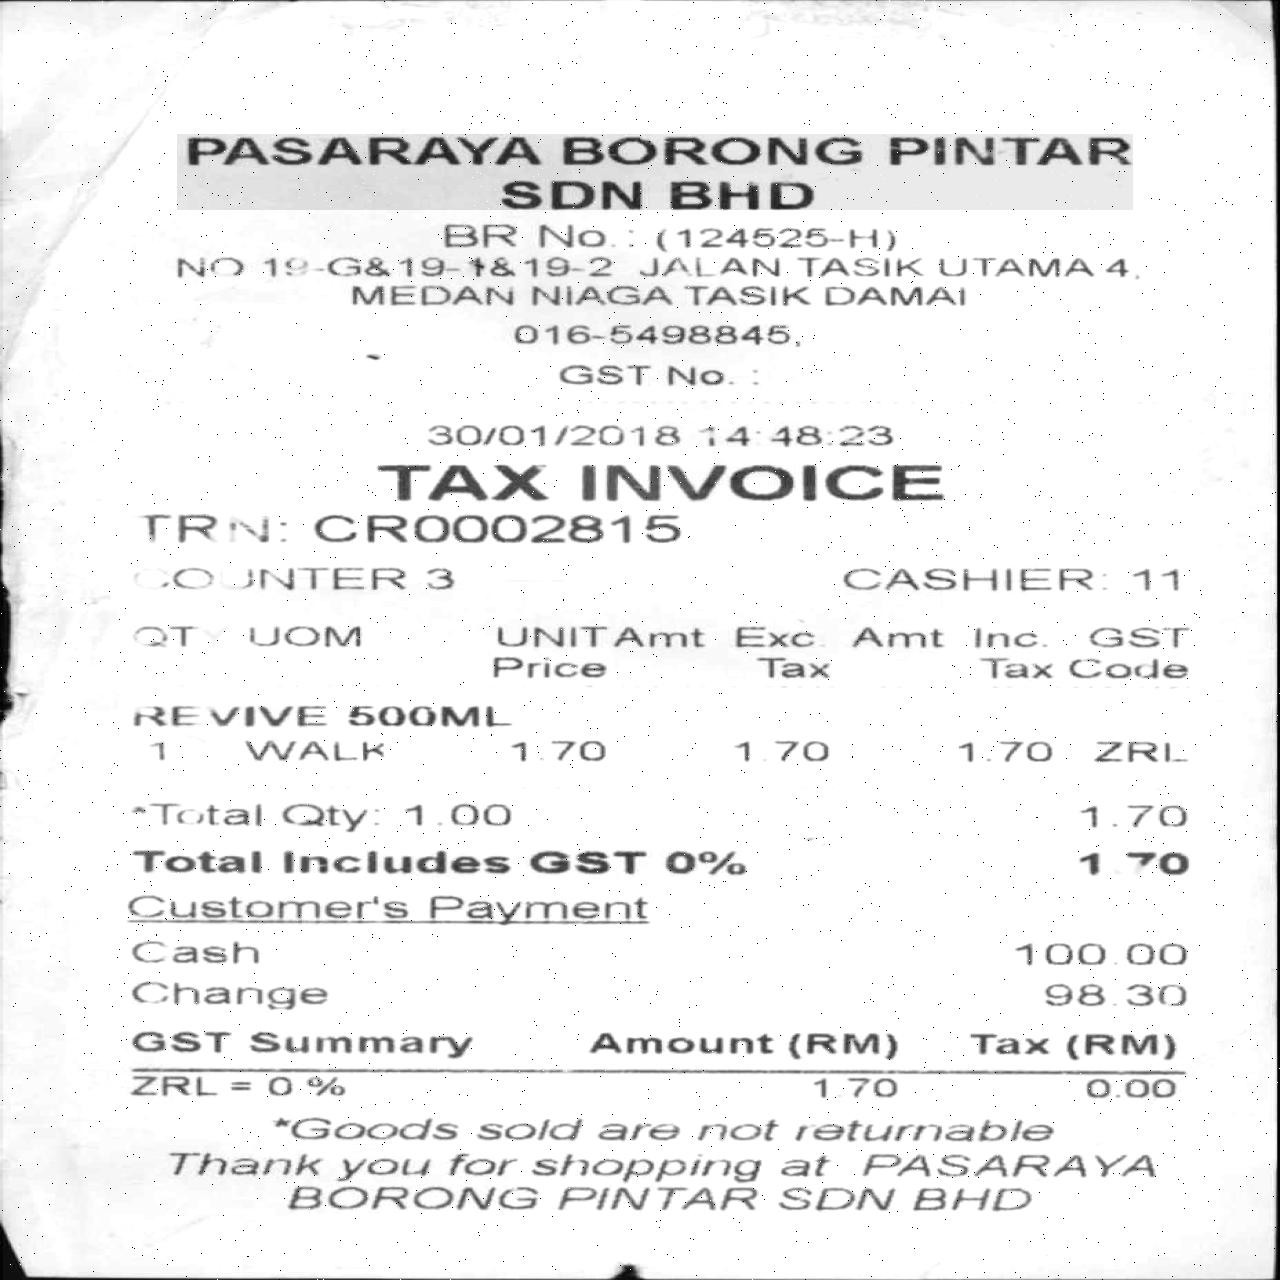 PASARAYA BORONG PINTAR
SDN BHD
BR No. : (124525-H)
NO 19-G&19-1&19-2 JALAN TASIK UTAMA 4,
MEDAN NIAGA TASIK DAMAI
016-5498845,
GST No. :
30/01/2018 14:48:23
TAX INVOICE
TRN: CR0002815
COUNTER 3 CASHIER: 11
QTY UOM UNIT Amt Exc. Amt Inc. GST
Price Tax Tax Code
REVIVE 500ML
1 WALK 1.70 1.70 1.70 ZRL
*Total Qty: 1.00 1.70
Total Includes GST 0% 1.70
Customer's Payment
Cash 100.00
Change 98.30
GST Summary Amount (RM) Tax (RM)
ZRL = 0 % 1.70 0.00
*Goods sold are not returnable
Thank you for shopping at PASARAYA
BORONG PINTAR SDN BHD